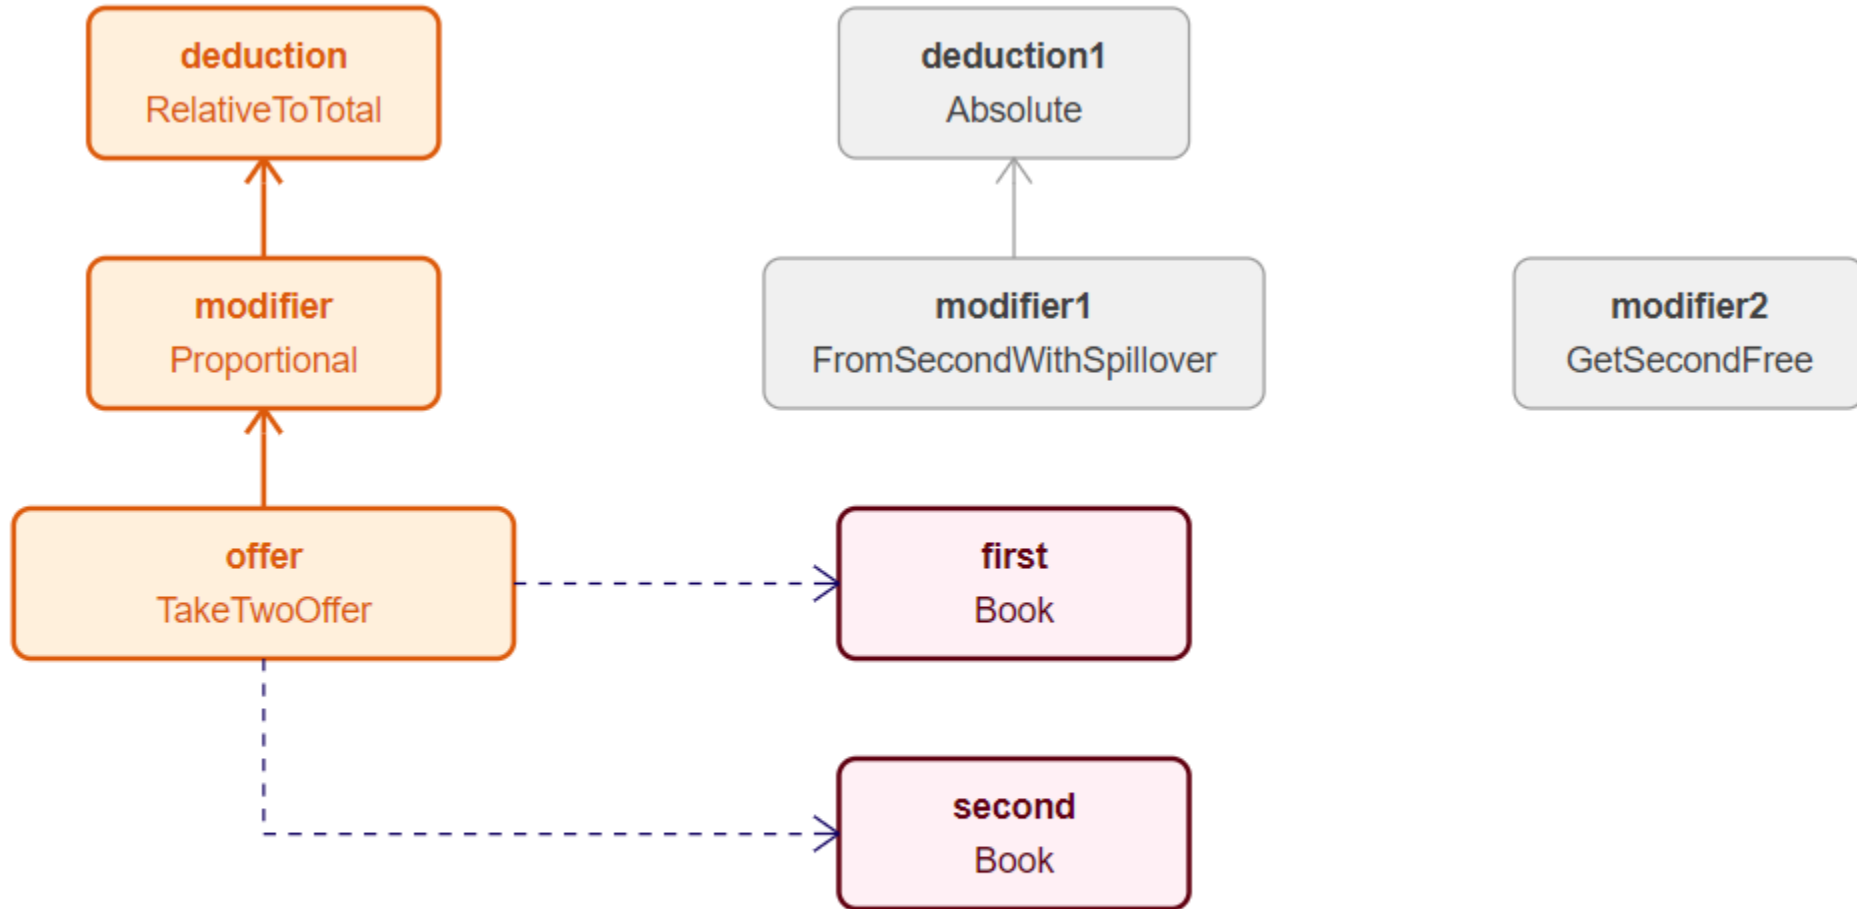 deduction
RelativeToTotal
deduction1
Absolute
modifier
Proportional
modifier1
FromSecondWithSpillover
modifier2
GetSecondFree
offer
TakeTwoOffer
first
Book
second
Book